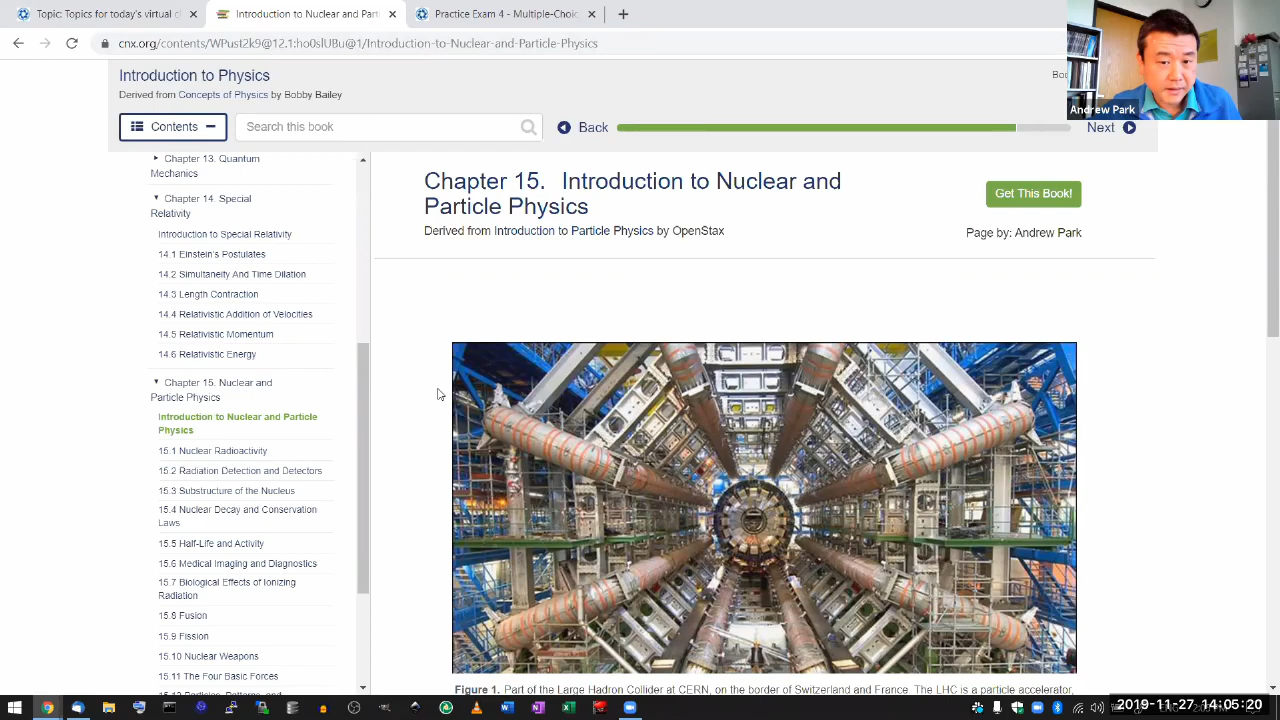 Topic: Topics for today's virtual cl
Introduction to Nuclear and Part
Practice Exam 4 - Multiple-Choic
cnx.org/contents/WPust2k9@12.1:ho0slUBu@1/Introduction-to-Nuclear-and-Particle-Physics
Andrew Park
Introduction to Physics
Derived from Concepts of Physics by Bobby Bailey
Contents
Search this book
Back
Next
Chapter 13. Quantum
Mechanics
Chapter 14. Special
Relativity
Introduction to Special Relativity
14.1 Einstein's Postulates
14.2 Simultaneity And Time Dilation
14.3 Length Contraction
14.4 Relativistic Addition of Velocities
14.5 Relativistic Momentum
14.6 Relativistic Energy
Chapter 15. Nuclear and
Particle Physics
Introduction to Nuclear and Particle
Physics
15.1 Nuclear Radioactivity
15.2 Radiation Detection and Detectors
15.3 Substructure of the Nucleus
15.4 Nuclear Decay and Conservation
Laws
15.5 Half-Life and Activity
15.6 Medical Imaging and Diagnostics
15.7 Biological Effects of Ionizing
Radiation
15.8 Fusion
15.9 Fission
15.10 Nuclear Weapons
15.11 The Four Basic Forces
Chapter 15. Introduction to Nuclear and
Particle Physics
Get This Book!
Derived from Introduction to Particle Physics by OpenStax
Page by: Andrew Park
Figure 1. Part of the Large Hadron Collider at CERN, on the border of Switzerland and France. The LHC is a particle accelerator,
2019-11-27 14:05:20